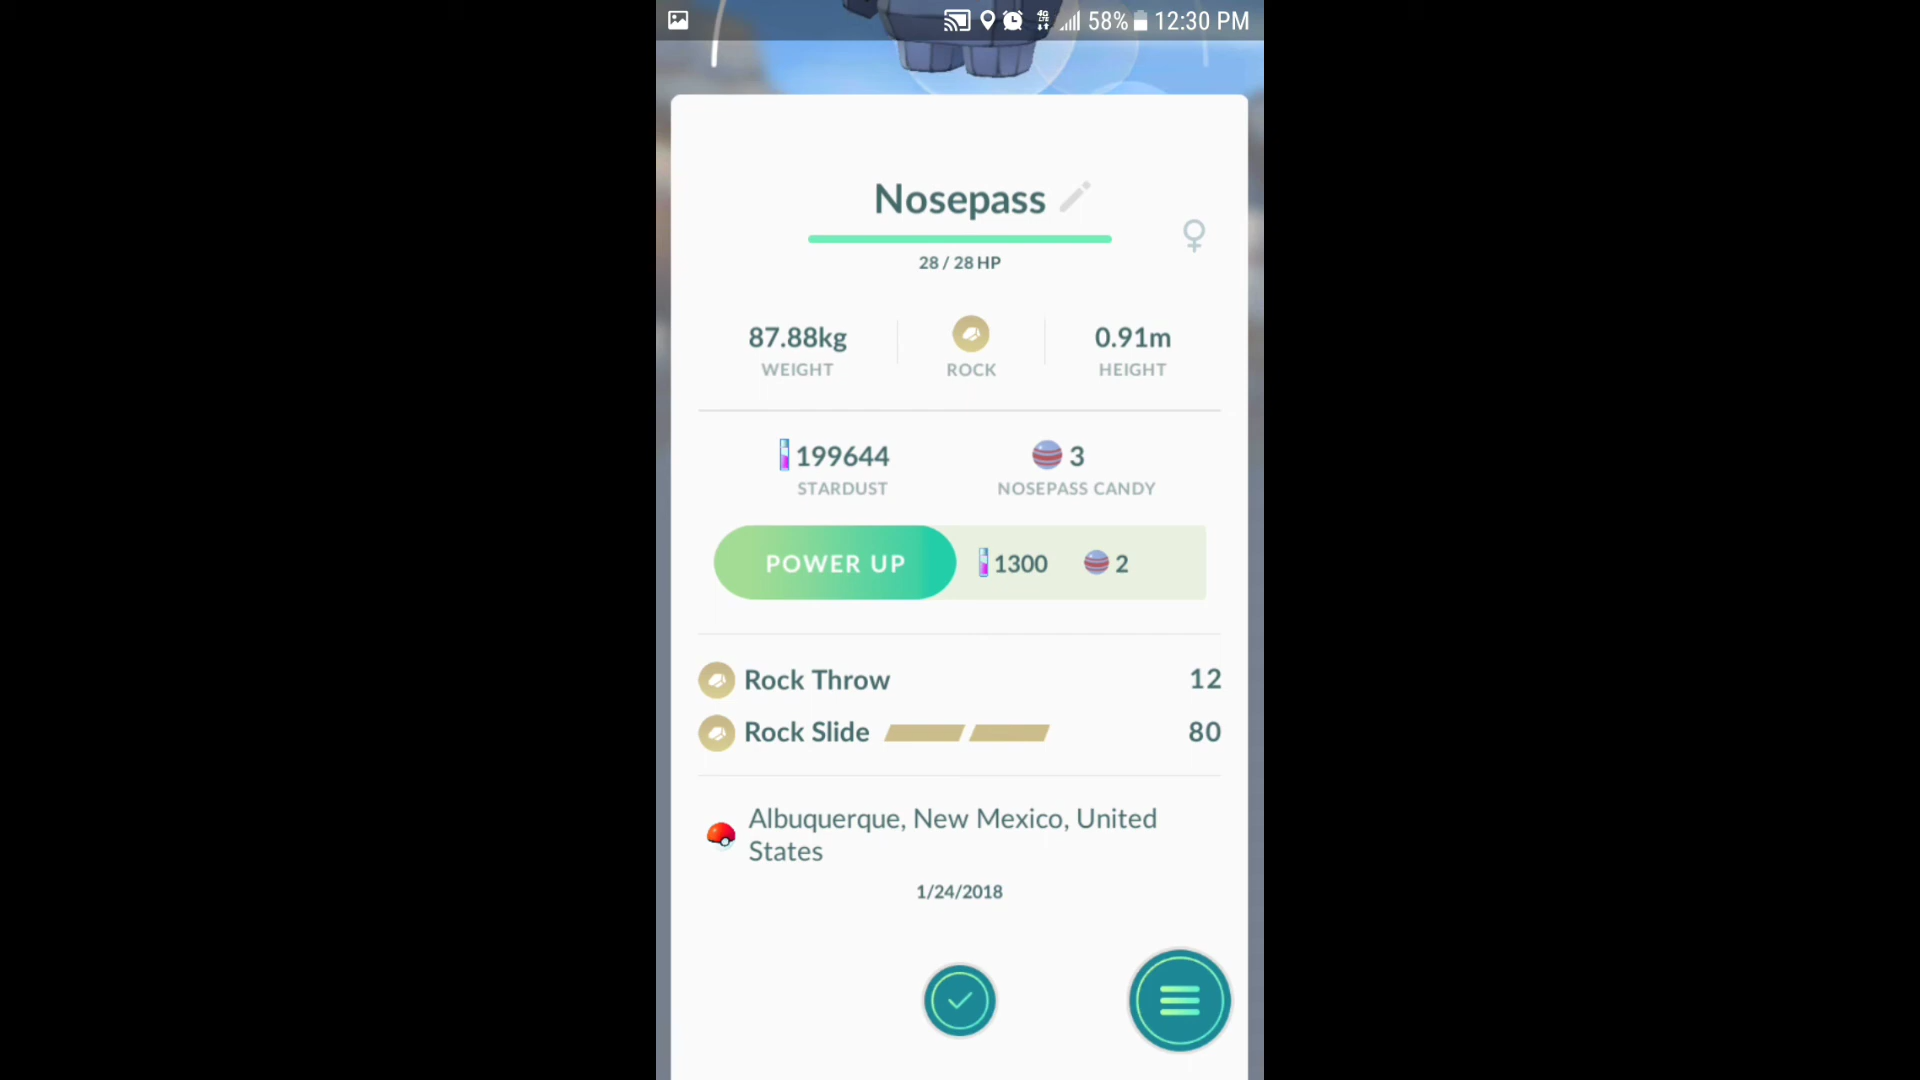 58% 12:30 PM
Nosepass
28 / 28 HP
87.88kg
WEIGHT
ROCK
0.91m
HEIGHT
199644
STARDUST
3
NOSEPASS CANDY
POWER UP 1300 2
Rock Throw 12
Rock Slide 80
Albuquerque, New Mexico, United
States
1/24/2018